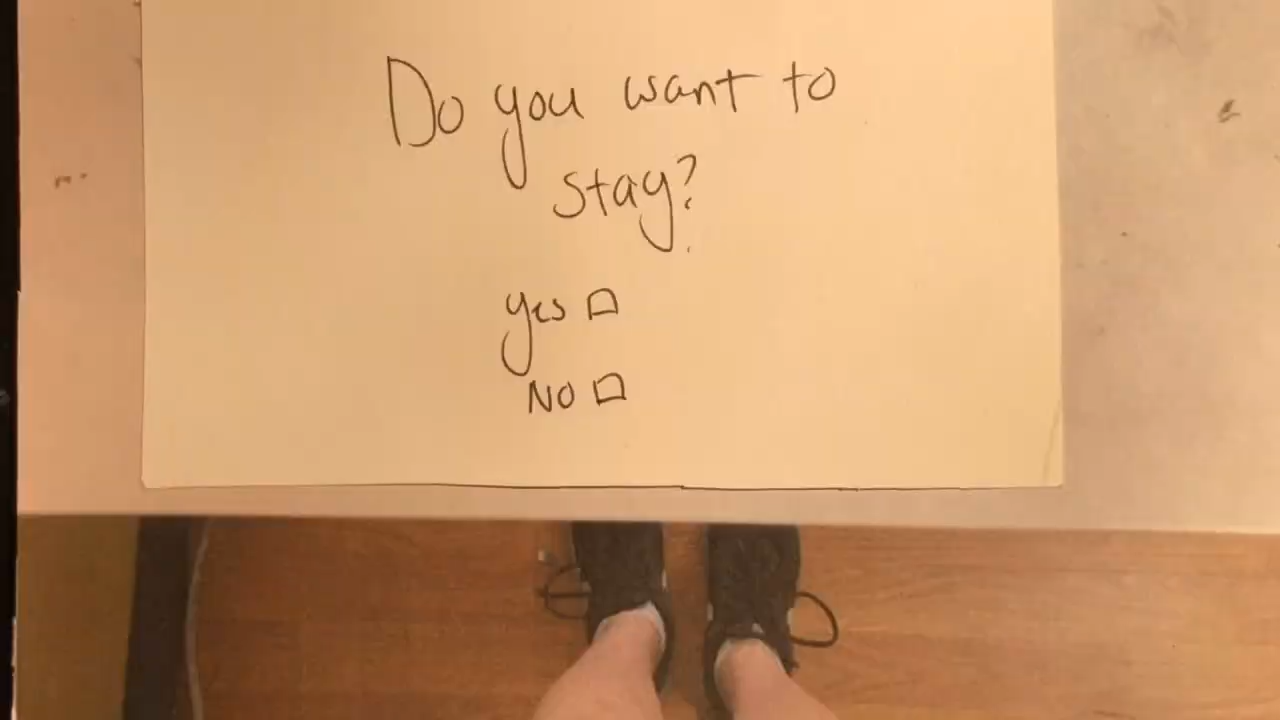 Do you want to
stay?
yes □
NO □